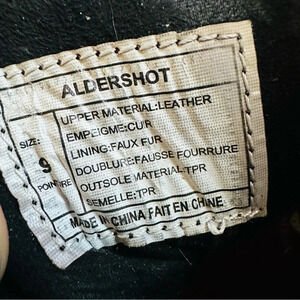 ALDERSHOT
SIZE:
9
POINTURE
UPPER MATERIAL:LEATHER
EMPEIGME:CUIR
LINING:FAUX FUR
DOUBLURE:FAUSSE FOURRURE
OUTSOLE MATERIAL:TPR
SEMELLE:TPR
MADE IN CHINA FAIT EN CHINE